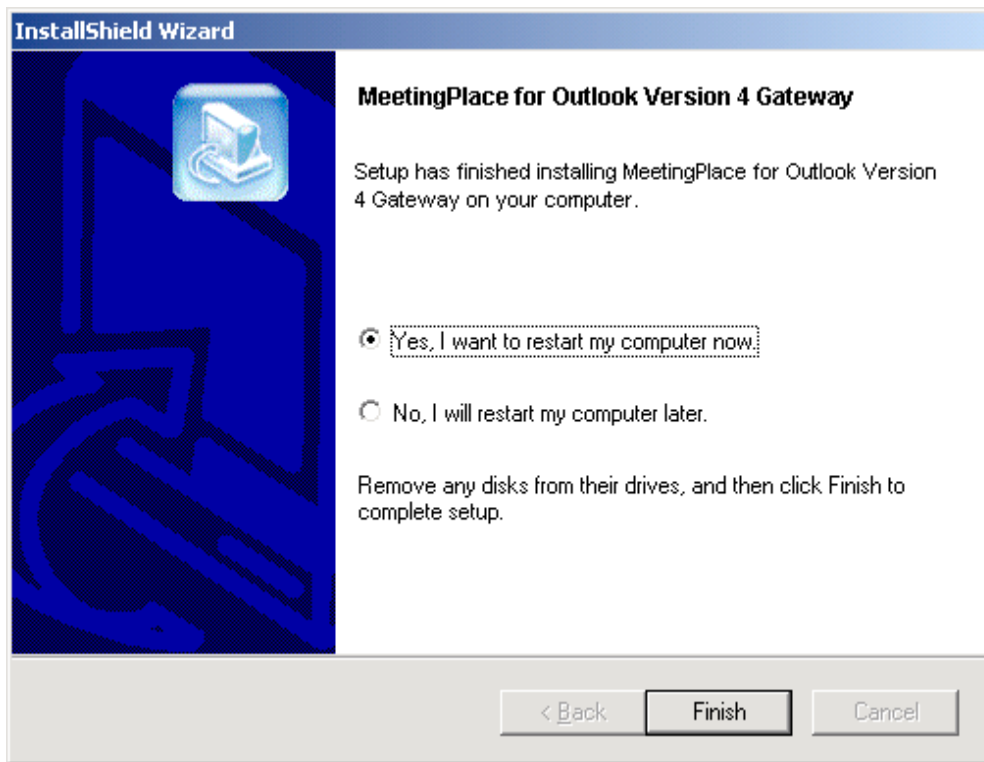 InstallShield Wizard
MeetingPlace for Outlook Version 4 Gateway
Setup has finished installing MeetingPlace for Outlook Version
4 Gateway on your computer.
Yes, I want to restart my computer now.
No, I will restart my computer later.
Remove any disks from their drives, and then click Finish to
complete setup.
< Back
Finish
Cancel